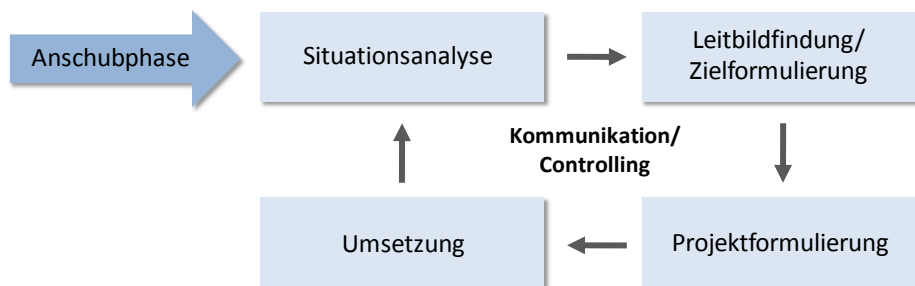 Anschubphase
Situationsanalyse
Leitbildfindung/
Zielformulierung
Kommunikation/
Controlling
Umsetzung
Projektformulierung